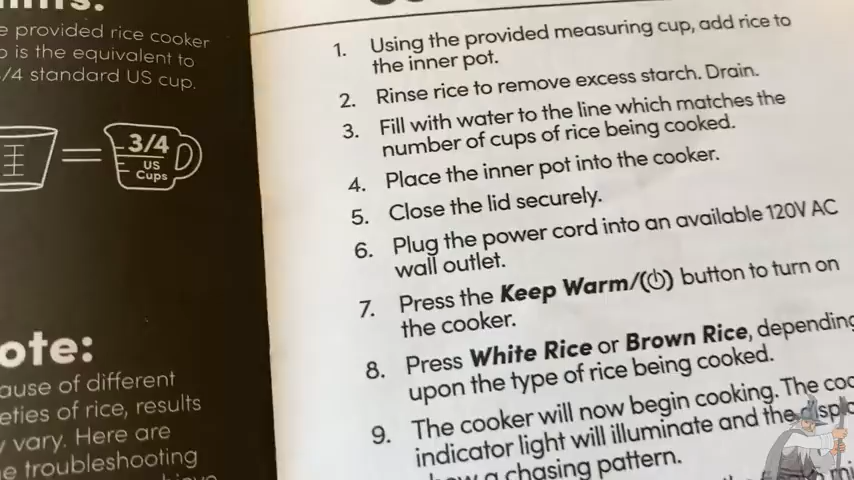 provided rice cooker
is the equivalent to
/4 standard US cup.
3/4
US
Cups
ote:
ause of different
eties of rice, results
vary. Here are
troubleshooting
1. Using the provided measuring cup, add rice to
the inner pot.
2. Rinse rice to remove excess starch. Drain.
3. Fill with water to the line which matches the
number of cups of rice being cooked.
4. Place the inner pot into the cooker.
5. Close the lid securely.
6. Plug the power cord into an available 120V AC
wall outlet.
7. Press the Keep Warm/(⏻) button to turn on
the cooker.
8. Press White Rice or Brown Rice, depending
upon the type of rice being cooked.
9. The cooker will now begin cooking. The coo
indicator light will illuminate and the displ
a chasing pattern.